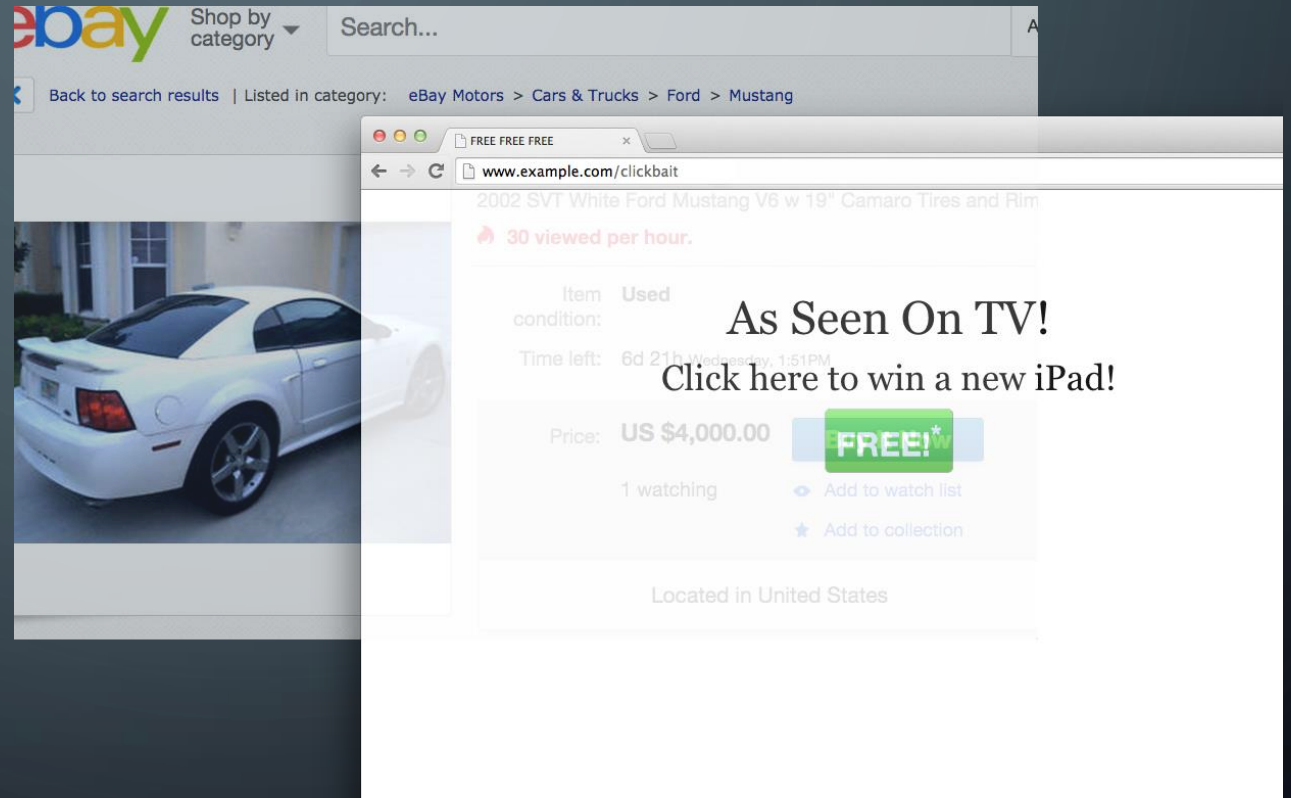 ebay
Shop by
category
Search...
A
Back to search results | Listed in category: eBay Motors > Cars & Trucks > Ford > Mustang
FREE FREE FREE
www.example.com/clickbait
2002 SVT White Ford Mustang V6 w 19" Camaro Tires and Rim
30 viewed per hour.
Item
condition: Used
As Seen On TV!
Time left: 6d 21h Wednesday, 1:51PM
Click here to win a new iPad!
Price: US $4,000.00
FREE!*
1 watching
Add to watch list
Add to collection
Located in United States